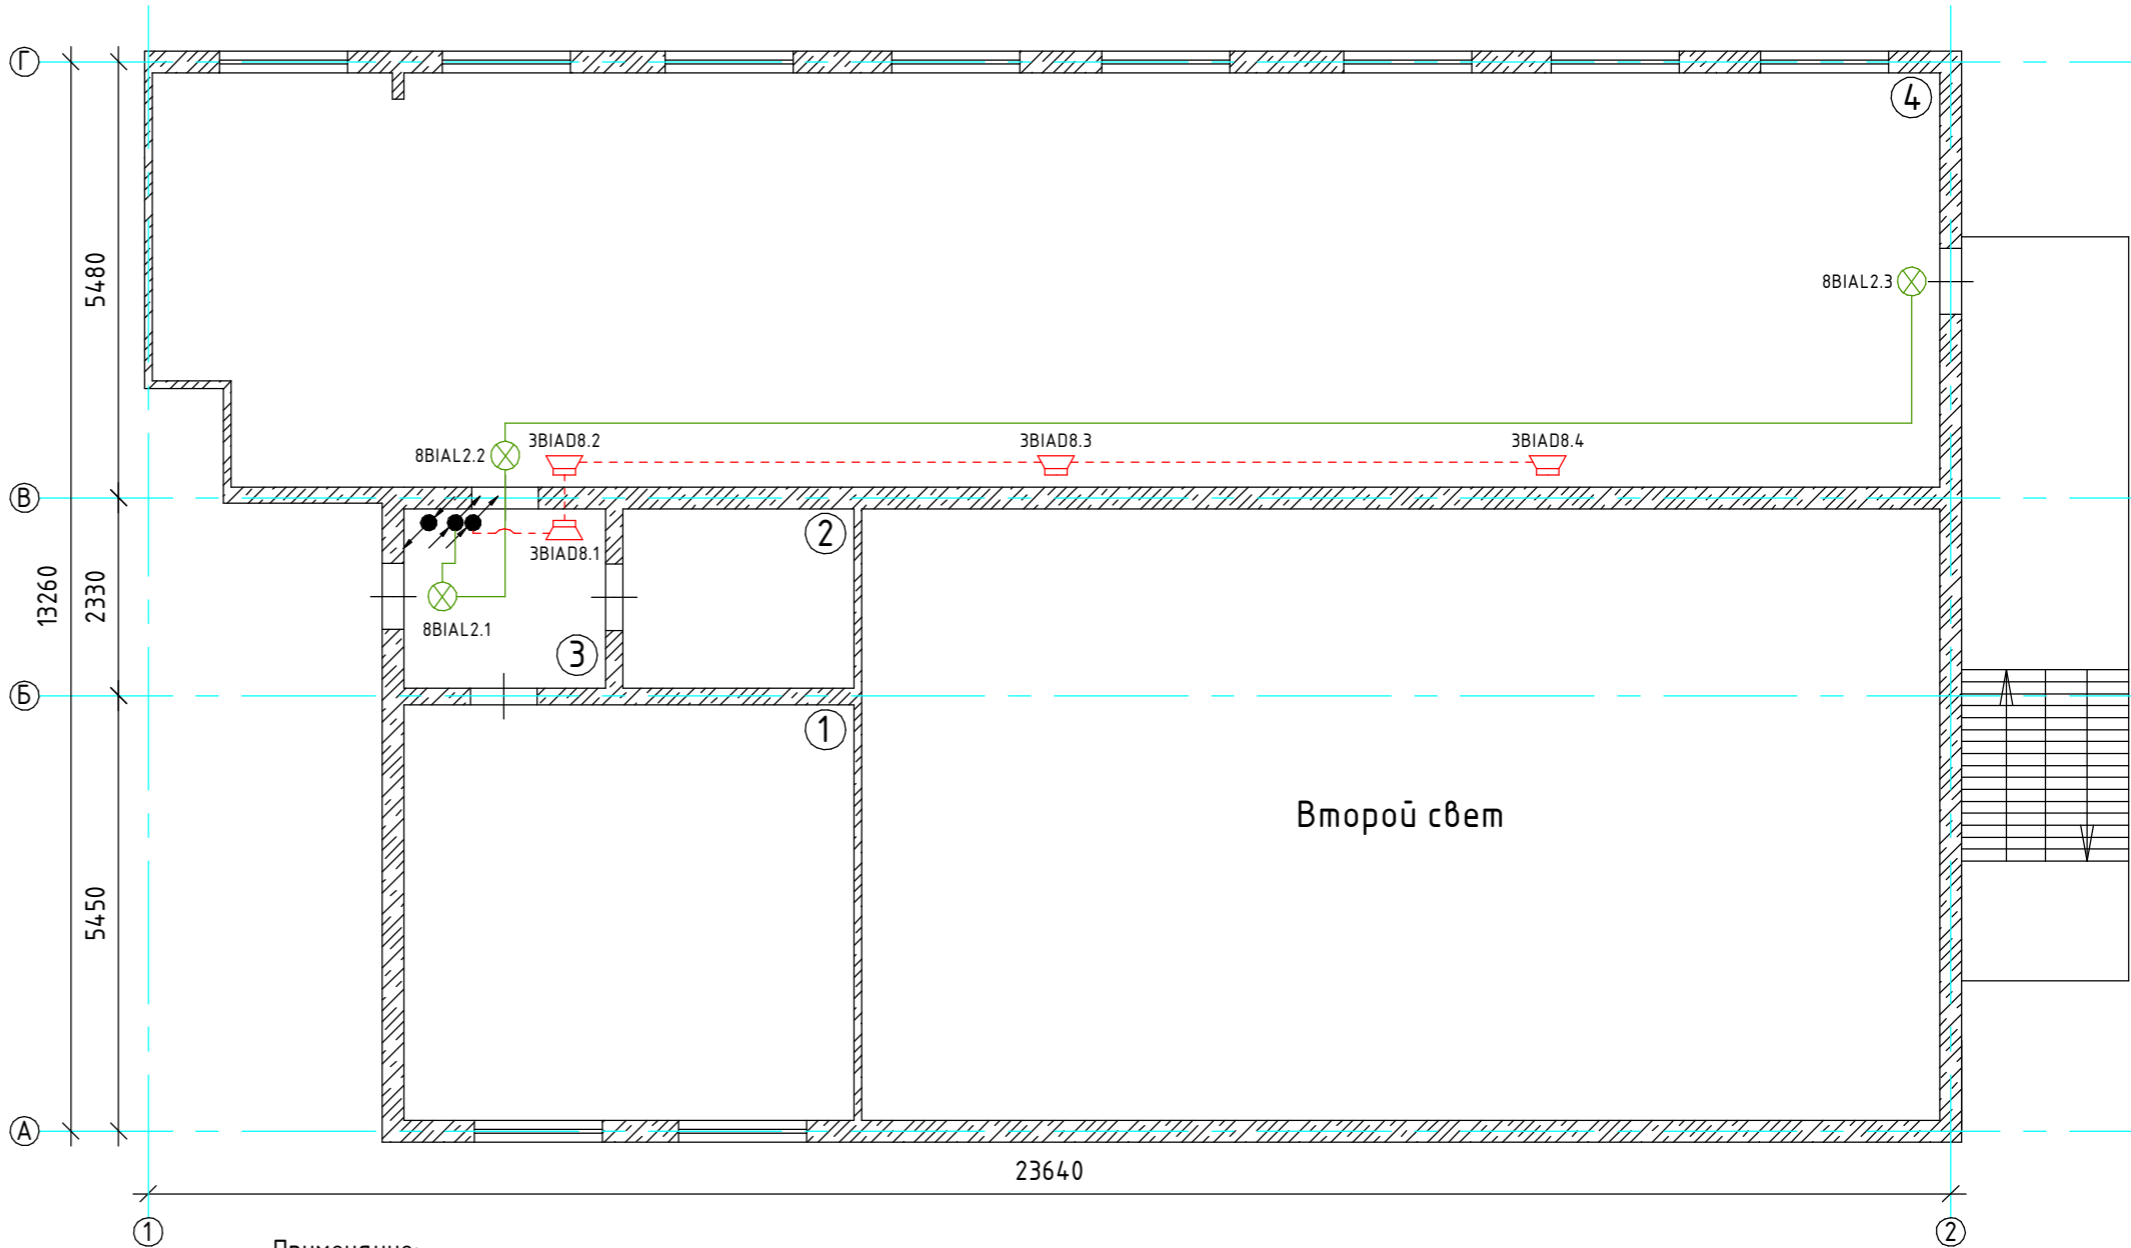 Г
4
5480
8BIAL2.3
3BIAD8.2
3BIAD8.3
3BIAD8.4
8BIAL2.2
В
2
3BIAD8.1
13260
2330
8BIAL2.1
3
Б
1
Второй свет
5450
А
23640
1
2